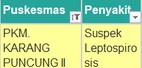 Puskesmas Penyakit
PKM. Suspek
KARANG Leptospiro
PUNCUNG II sis